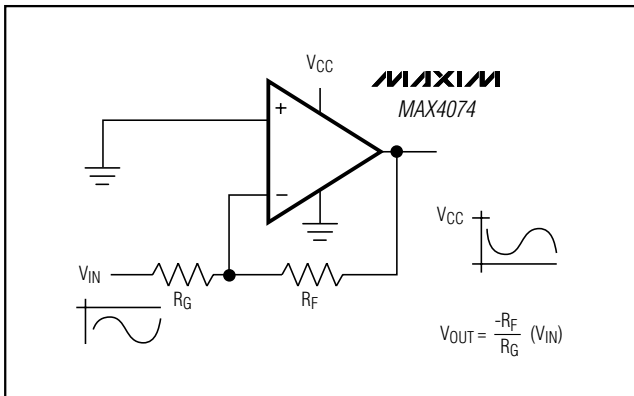 VCC
MAXIM
MAX4074
+
−
VCC
VIN
RG
RF
VOUT = -RF/RG (VIN)